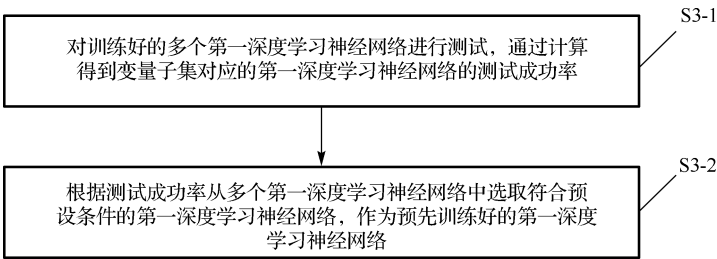 S3-1
对训练好的多个第一深度学习神经网络进行测试，通过计算
得到变量子集对应的第一深度学习神经网络的测试成功率
S3-2
根据测试成功率从多个第一深度学习神经网络中选取符合预
设条件的第一深度学习神经网络，作为预先训练好的第一深度
学习神经网络